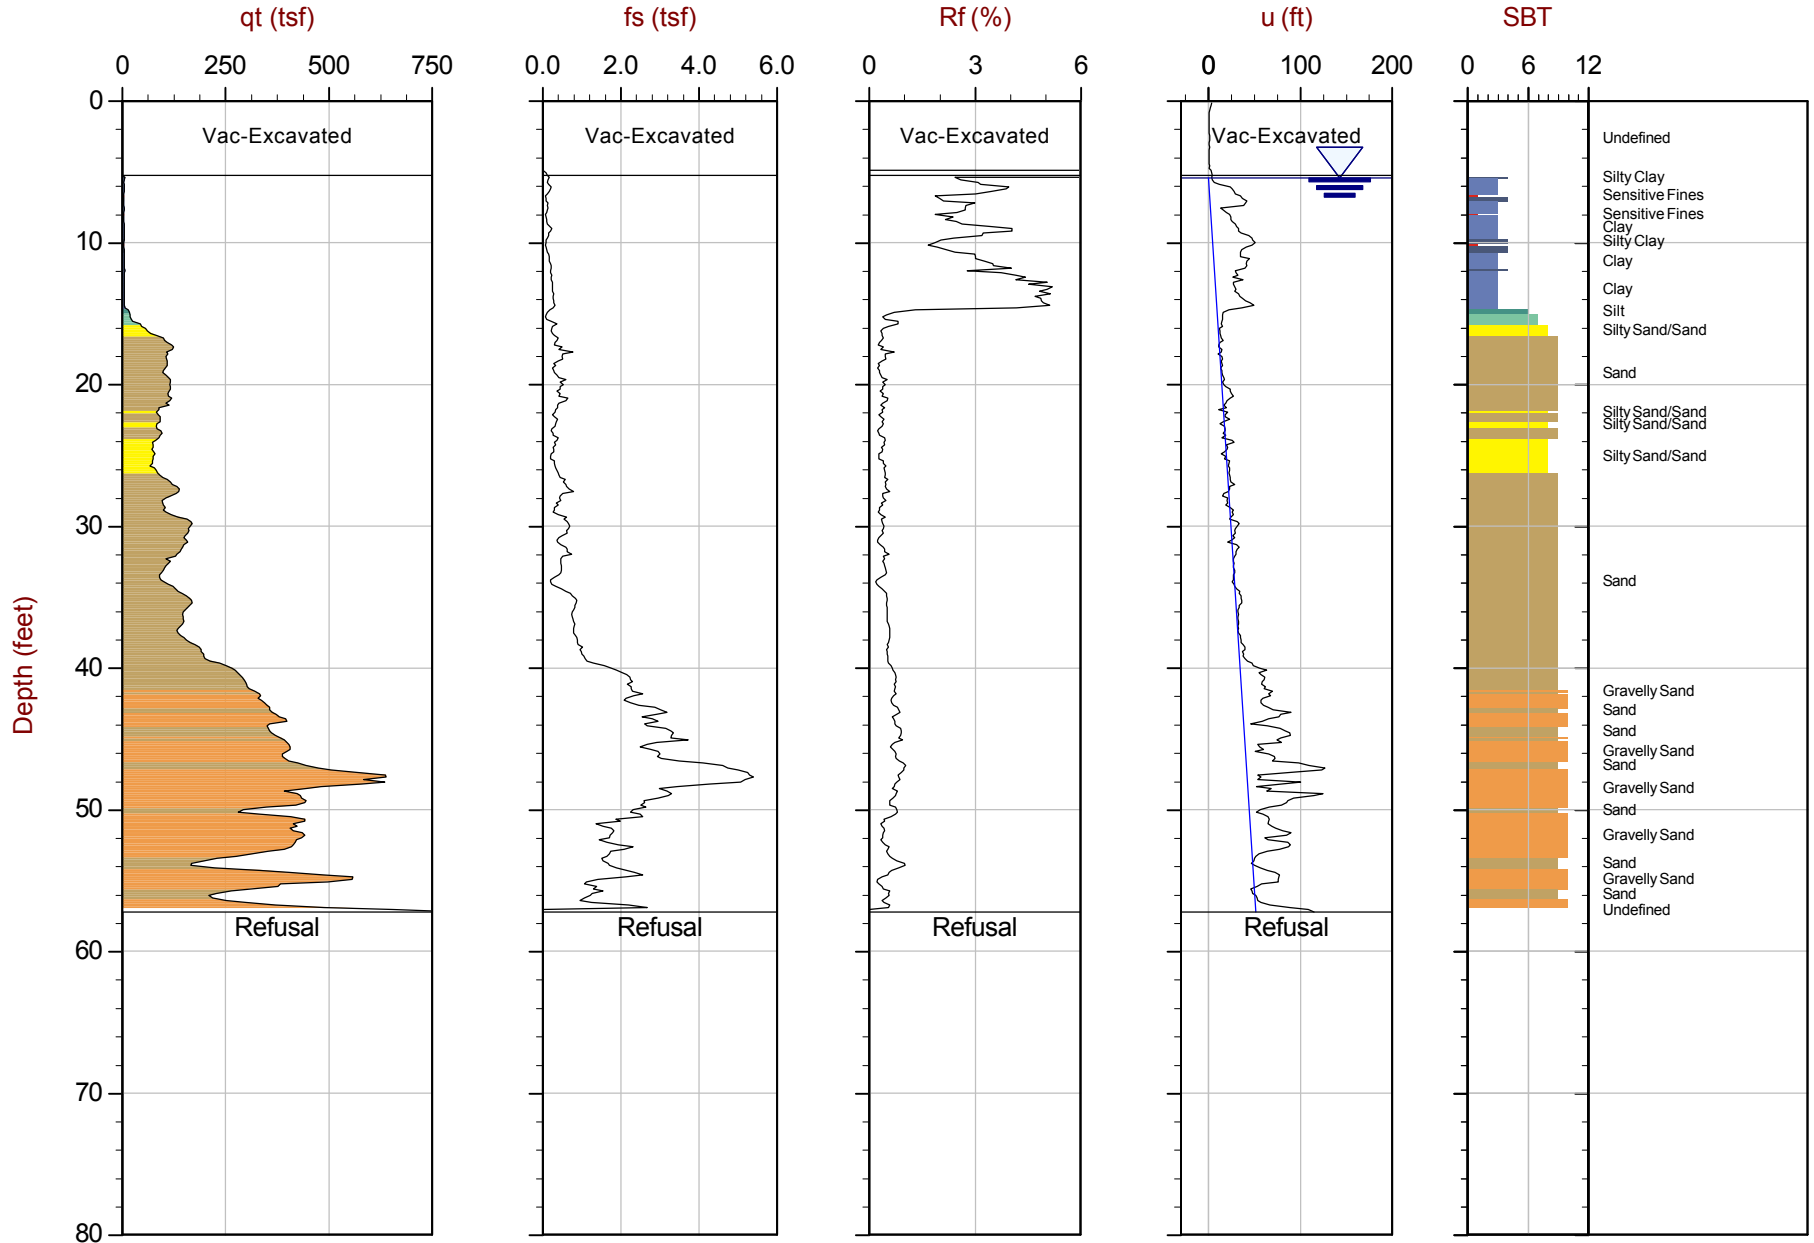 qt (tsf) fs (tsf) Rf (%) u (ft) SBT
0 250 500 750 0.0 2.0 4.0 6.0 0 3 6 0 100 200 0 6 12
0
Vac-Excavated Vac-Excavated Vac-Excavated Vac-Excavated Undefined
Silty Clay
Sensitive Fines
Sensitive Fines
Clay
10 Silty Clay
Clay
Clay
Silt
Silty Sand/Sand
Sand
20
Silty Sand/Sand
Silty Sand/Sand
Silty Sand/Sand
30
Sand
Depth (feet)
40
Gravelly Sand
Sand
Sand
Gravelly Sand
Sand
Gravelly Sand
50 Sand
Gravelly Sand
Sand
Gravelly Sand
Sand
Undefined
Refusal Refusal Refusal Refusal
60
70
80